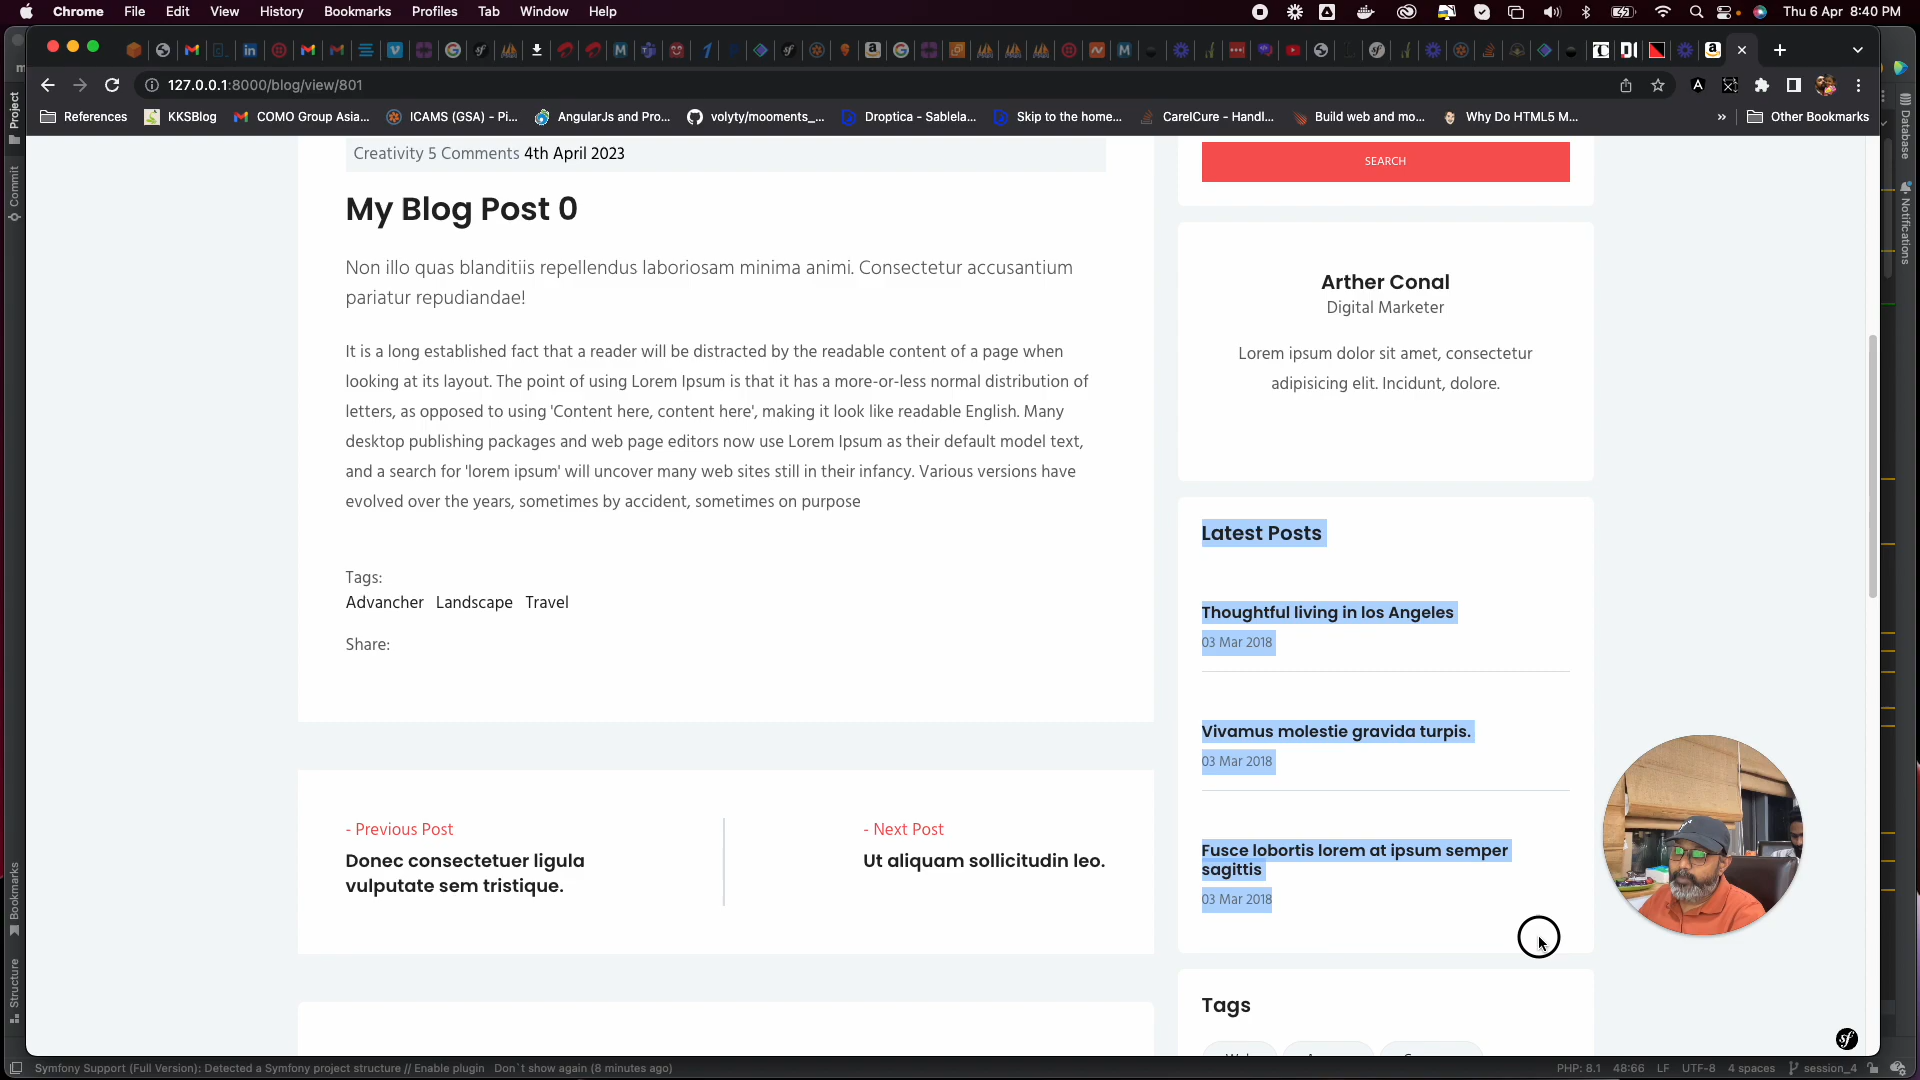 Chrome File Edit View History Bookmarks Profiles Tab Window Help
Thu 6 Apr 8:40 PM
127.0.0.1:8000/blog/view/801
References KKSBlog COMO Group Asia... ICAMS (GSA) - Pi... AngularJs and Pro... volyty/mooments_... Droptica - Sablela... Skip to the home... CarelCure - Handl... Build web and mo... Why Do HTML5 M... » Other Bookmarks
Project
Commit
Bookmarks
Structure
Database
Notifications
Creativity 5 Comments 4th April 2023
My Blog Post 0
Non illo quas blanditiis repellendus laboriosam minima animi. Consectetur accusantium
pariatur repudiandae!
It is a long established fact that a reader will be distracted by the readable content of a page when
looking at its layout. The point of using Lorem Ipsum is that it has a more-or-less normal distribution of
letters, as opposed to using 'Content here, content here', making it look like readable English. Many
desktop publishing packages and web page editors now use Lorem Ipsum as their default model text,
and a search for 'lorem ipsum' will uncover many web sites still in their infancy. Various versions have
evolved over the years, sometimes by accident, sometimes on purpose
Tags:
Advancher Landscape Travel
Share:
- Previous Post
Donec consectetuer ligula
vulputate sem tristique.
- Next Post
Ut aliquam sollicitudin leo.
SEARCH
Arther Conal
Digital Marketer
Lorem ipsum dolor sit amet, consectetur
adipisicing elit. Incidunt, dolore.
Latest Posts
Thoughtful living in los Angeles
03 Mar 2018
Vivamus molestie gravida turpis.
03 Mar 2018
Fusce lobortis lorem at ipsum semper
sagittis
03 Mar 2018
Tags
sf
Symfony Support (Full Version): Detected a Symfony project structure // Enable plugin Don`t show again (8 minutes ago)
PHP: 8.1 48:66 LF UTF-8 4 spaces session_4